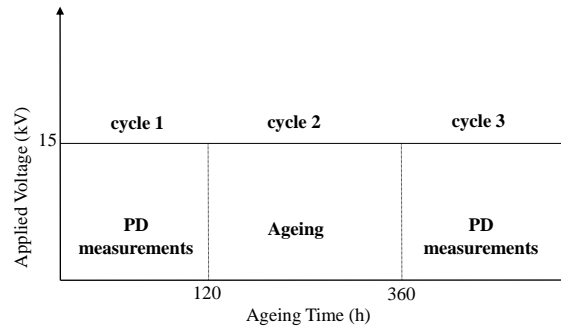 cycle 1
cycle 2
cycle 3
15
Applied Voltage (kV)
PD
measurements
Ageing
PD
measurements
120
360
Ageing Time (h)